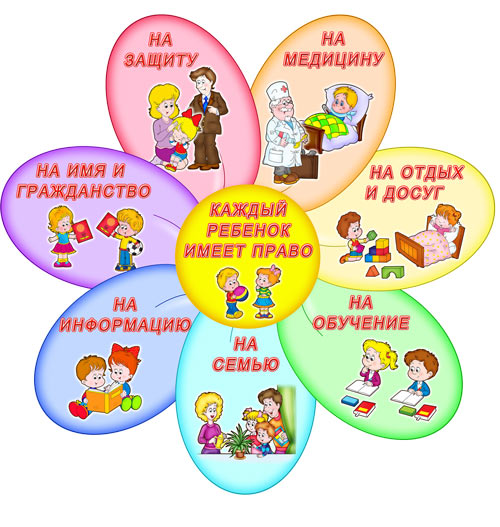 КАЖДЫЙ
РЕБЕНОК
ИМЕЕТ ПРАВО
НА
ЗАЩИТУ
НА
МЕДИЦИНУ
НА ОТДЫХ
И ДОСУГ
НА
ОБУЧЕНИЕ
НА
СЕМЬЮ
НА
ИНФОРМАЦИЮ
НА ИМЯ И
ГРАЖДАНСТВО